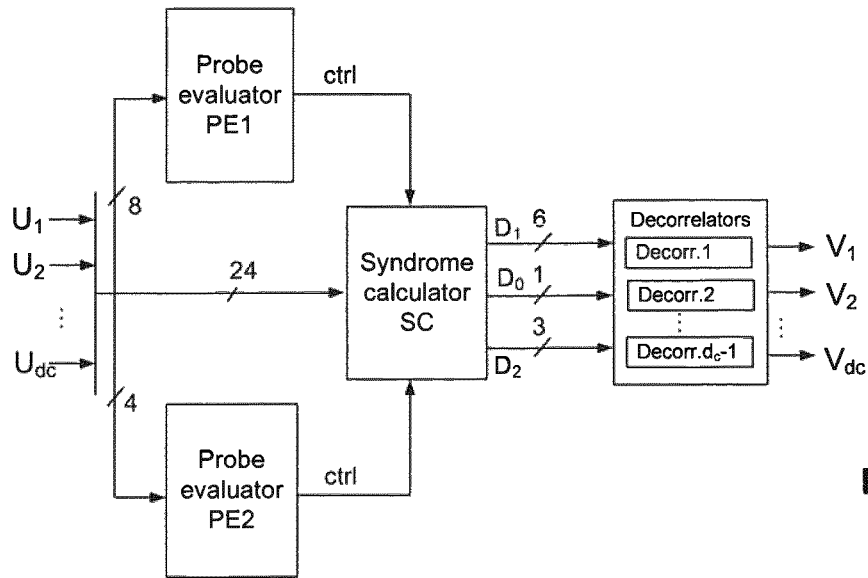 Probe
evaluator
PE1
ctrl
8
U1
U2
⋮
Udc
24
4
Syndrome
calculator
SC
D1 6
D0 1
3
D2
Decorrelators
Decorr.1
Decorr.2
⋮
Decorr.dc-1
V1
V2
⋮
Vdc
Probe
evaluator
PE2
ctrl